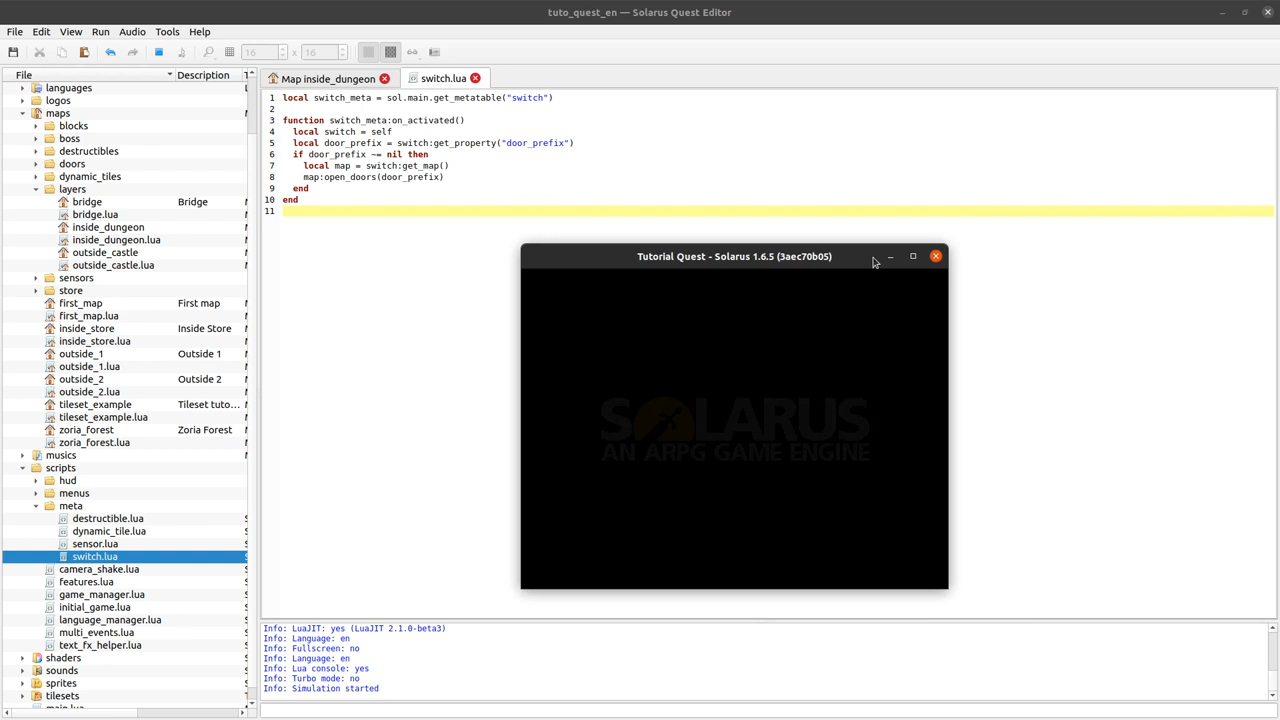 tuto_quest_en — Solarus Quest Editor
File Edit View Run Audio Tools Help
16 x 16
File Description
languages
logos
maps
blocks
boss
destructibles
doors
dynamic_tiles
layers
bridge Bridge
bridge.lua
inside_dungeon
inside_dungeon.lua
outside_castle
outside_castle.lua
sensors
store
first_map First map
first_map.lua
inside_store Inside Store
inside_store.lua
outside_1 Outside 1
outside_1.lua
outside_2 Outside 2
outside_2.lua
tileset_example Tileset tuto...
tileset_example.lua
zoria_forest Zoria Forest
zoria_forest.lua
musics
scripts
hud
menus
meta
destructible.lua
dynamic_tile.lua
sensor.lua
switch.lua
camera_shake.lua
features.lua
game_manager.lua
initial_game.lua
language_manager.lua
multi_events.lua
text_fx_helper.lua
shaders
sounds
sprites
tilesets
main.lua
Map inside_dungeon switch.lua
1 local switch_meta = sol.main.get_metatable("switch")
2
3 function switch_meta:on_activated()
4 local switch = self
5 local door_prefix = switch:get_property("door_prefix")
6 if door_prefix ~= nil then
7 local map = switch:get_map()
8 map:open_doors(door_prefix)
9 end
10 end
11
Tutorial Quest - Solarus 1.6.5 (3aec70b05)
SOLARUS
AN ARPG GAME ENGINE
Info: LuaJIT: yes (LuaJIT 2.1.0-beta3)
Info: Language: en
Info: Fullscreen: no
Info: Language: en
Info: Lua console: yes
Info: Turbo mode: no
Info: Simulation started